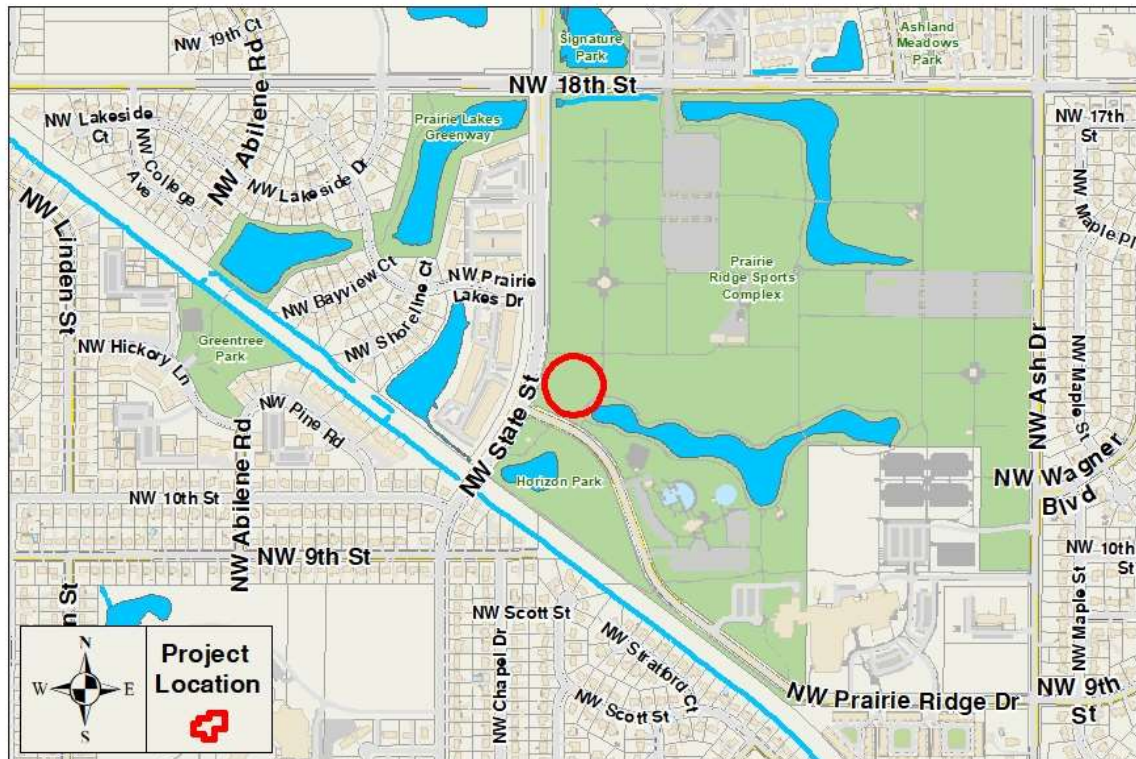 NW 19th Ct
NW Abilene Rd
Signature
Park
Ashland
Meadows
Park
NW 18th St
NW Lakeside
Ct
NW College
Ave
NW Lakeside Dr
Prairie Lakes
Greenway
NW 17th
St
NW Maple Pl
NW Linden St
NW Bayview Ct
NW Shoreline Ct
NW Prairie
Lakes Dr
Prairie
Ridge Sports
Complex
Greentree
Park
NW Hickory
Ln
NW Pine Rd
NW Abilene Rd
NW State St
NW Ash Dr
NW Maple St
NW Wagner
Blvd
Horizon Park
NW 10th St
NW 9th St
NW 10th
St
NW Maple St
n St
NW Scott St
NW Chapel Dr
NW Stratford Ct
NW Scott St
NW Prairie Ridge Dr
NW 9th
St
N
W
E
S
Project
Location